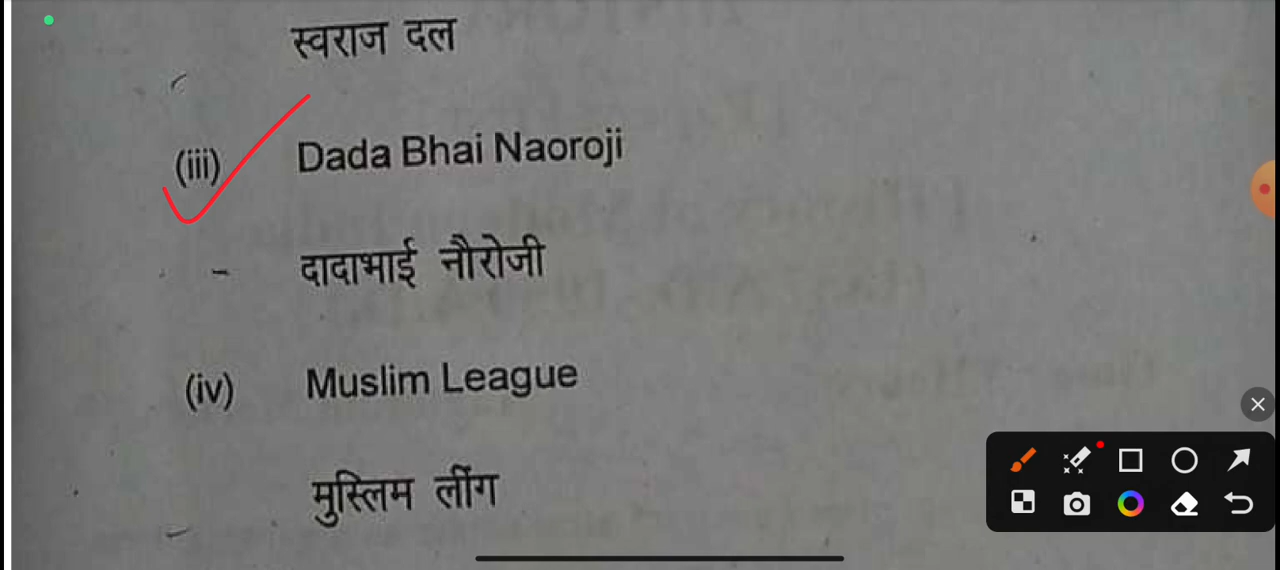 स्वराज दल
(iii) Dada Bhai Naoroji
दादाभाई नौरोजी
(iv) Muslim League
मुस्लिम लींग